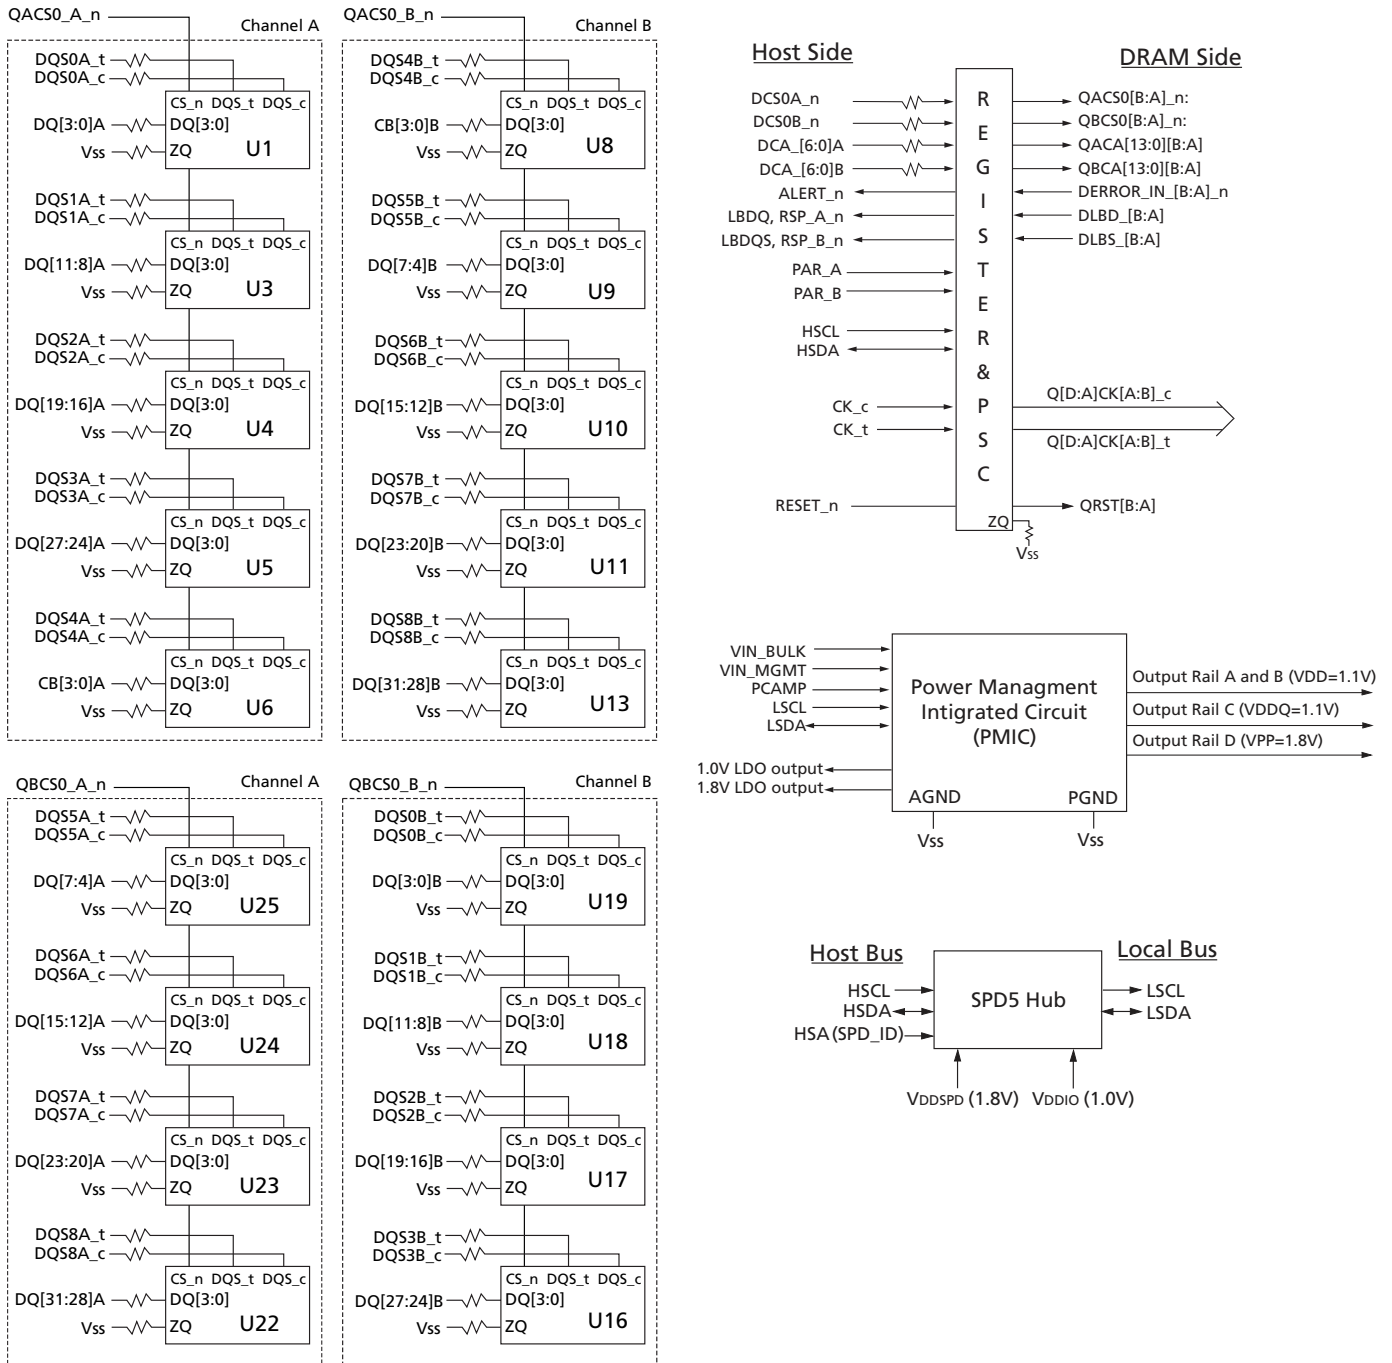 QACS0_A_n
Channel A
DQS0A_t
DQS0A_c
CS_n DQS_t DQS_c
DQ[3:0]A
DQ[3:0]
Vss
ZQ
U1
DQS1A_t
DQS1A_c
CS_n DQS_t DQS_c
DQ[11:8]A
DQ[3:0]
Vss
ZQ
U3
DQS2A_t
DQS2A_c
CS_n DQS_t DQS_c
DQ[19:16]A
DQ[3:0]
Vss
ZQ
U4
DQS3A_t
DQS3A_c
CS_n DQS_t DQS_c
DQ[27:24]A
DQ[3:0]
Vss
ZQ
U5
DQS4A_t
DQS4A_c
CS_n DQS_t DQS_c
CB[3:0]A
DQ[3:0]
Vss
ZQ
U6
QACS0_B_n
Channel B
DQS4B_t
DQS4B_c
CS_n DQS_t DQS_c
CB[3:0]B
DQ[3:0]
Vss
ZQ
U8
DQS5B_t
DQS5B_c
CS_n DQS_t DQS_c
DQ[7:4]B
DQ[3:0]
Vss
ZQ
U9
DQS6B_t
DQS6B_c
CS_n DQS_t DQS_c
DQ[15:12]B
DQ[3:0]
Vss
ZQ
U10
DQS7B_t
DQS7B_c
CS_n DQS_t DQS_c
DQ[23:20]B
DQ[3:0]
Vss
ZQ
U11
DQS8B_t
DQS8B_c
CS_n DQS_t DQS_c
DQ[31:28]B
DQ[3:0]
Vss
ZQ
U13
QBCS0_A_n
Channel A
DQS5A_t
DQS5A_c
CS_n DQS_t DQS_c
DQ[7:4]A
DQ[3:0]
Vss
ZQ
U25
DQS6A_t
DQS6A_c
CS_n DQS_t DQS_c
DQ[15:12]A
DQ[3:0]
Vss
ZQ
U24
DQS7A_t
DQS7A_c
CS_n DQS_t DQS_c
DQ[23:20]A
DQ[3:0]
Vss
ZQ
U23
DQS8A_t
DQS8A_c
CS_n DQS_t DQS_c
DQ[31:28]A
DQ[3:0]
Vss
ZQ
U22
QBCS0_B_n
Channel B
DQS0B_t
DQS0B_c
CS_n DQS_t DQS_c
DQ[3:0]B
DQ[3:0]
Vss
ZQ
U19
DQS1B_t
DQS1B_c
CS_n DQS_t DQS_c
DQ[11:8]B
DQ[3:0]
Vss
ZQ
U18
DQS2B_t
DQS2B_c
CS_n DQS_t DQS_c
DQ[19:16]B
DQ[3:0]
Vss
ZQ
U17
DQS3B_t
DQS3B_c
CS_n DQS_t DQS_c
DQ[27:24]B
DQ[3:0]
Vss
ZQ
U16
Host Side
DRAM Side
DCS0A_n
DCS0B_n
DCA_[6:0]A
DCA_[6:0]B
ALERT_n
LBDQ, RSP_A_n
LBDQS, RSP_B_n
PAR_A
PAR_B
HSCL
HSDA
CK_c
CK_t
RESET_n
R
E
G
I
S
T
E
R
&
P
S
C
ZQ
Vss
QACS0[B:A]_n:
QBCS0[B:A]_n:
QACA[13:0][B:A]
QBCA[13:0][B:A]
DERROR_IN_[B:A]_n
DLBD_[B:A]
DLBS_[B:A]
Q[D:A]CK[A:B]_c
Q[D:A]CK[A:B]_t
QRST[B:A]
VIN_BULK
VIN_MGMT
PCAMP
LSCL
LSDA
1.0V LDO output
1.8V LDO output
Power Managment
Intigrated Circuit
(PMIC)
AGND
PGND
Vss
Vss
Output Rail A and B (VDD=1.1V)
Output Rail C (VDDQ=1.1V)
Output Rail D (VPP=1.8V)
Host Bus
Local Bus
HSCL
HSDA
HSA (SPD_ID)
SPD5 Hub
LSCL
LSDA
VDDSPD (1.8V)
VDDIO (1.0V)